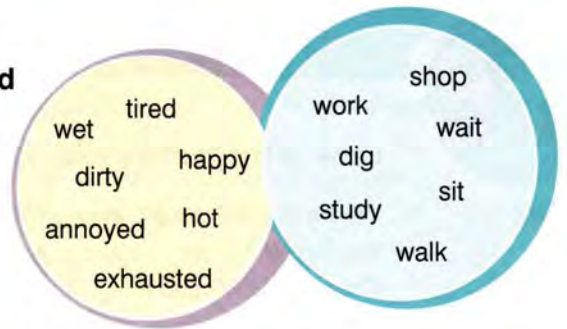 d
tired
wet
happy
dirty
annoyed
hot
exhausted
shop
work
wait
dig
sit
study
walk